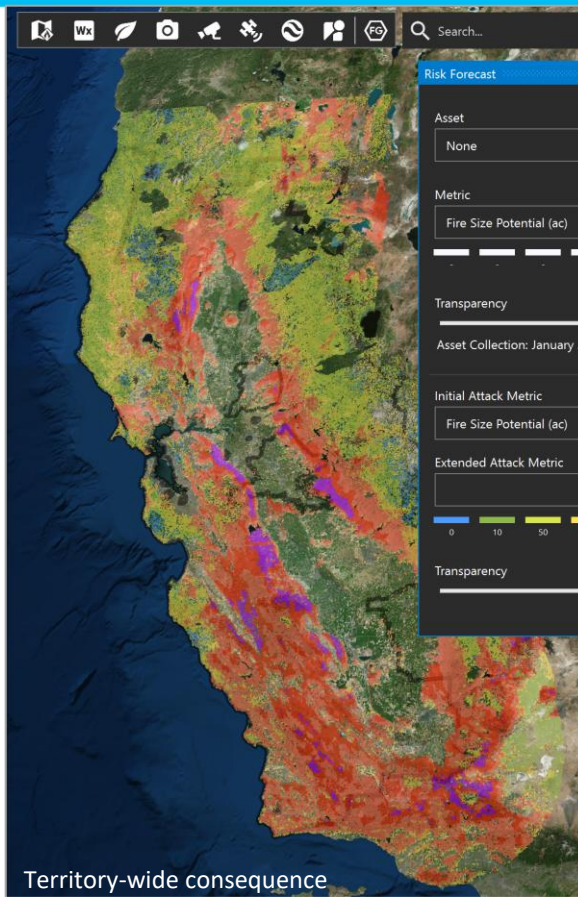 Wx
FG
Search...
Risk Forecast
Asset
None
Metric
Fire Size Potential (ac)
Transparency
Asset Collection: January
Initial Attack Metric
Fire Size Potential (ac)
Extended Attack Metric
0 10 50
Transparency
Territory-wide consequence